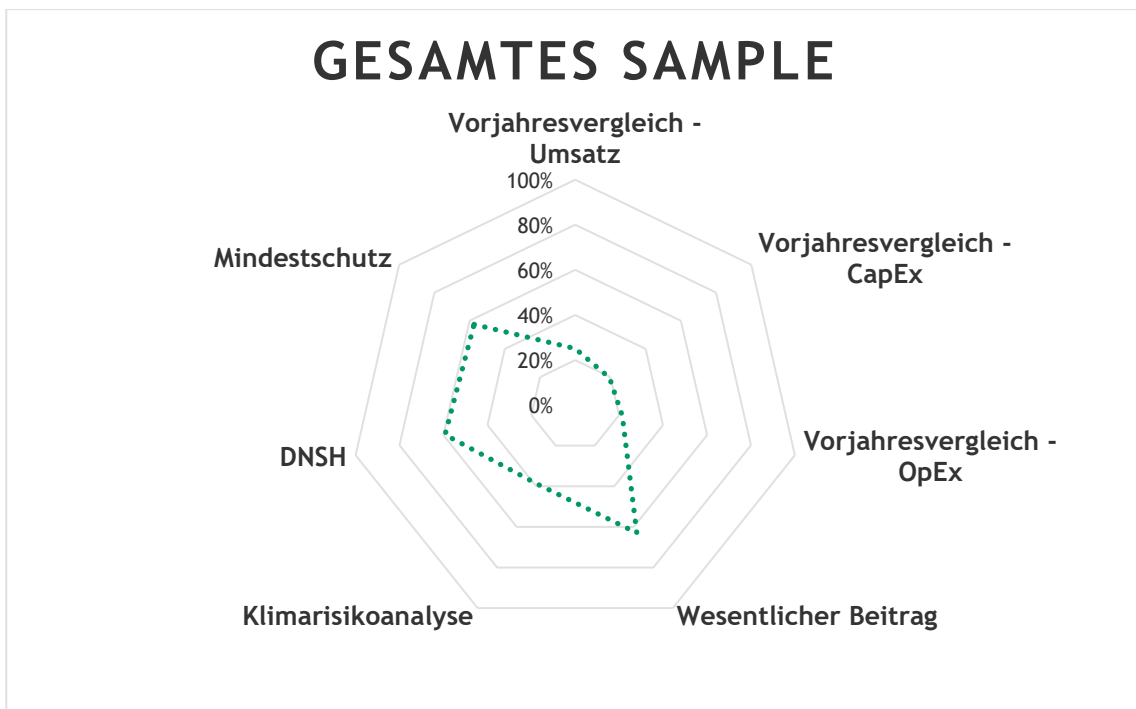 GESAMTES SAMPLE
Vorjahresvergleich -
Umsatz
100%
80%
60%
40%
20%
0%
Vorjahresvergleich -
CapEx
Vorjahresvergleich -
OpEx
Wesentlicher Beitrag
Klimarisikoanalyse
DNSH
Mindestschutz